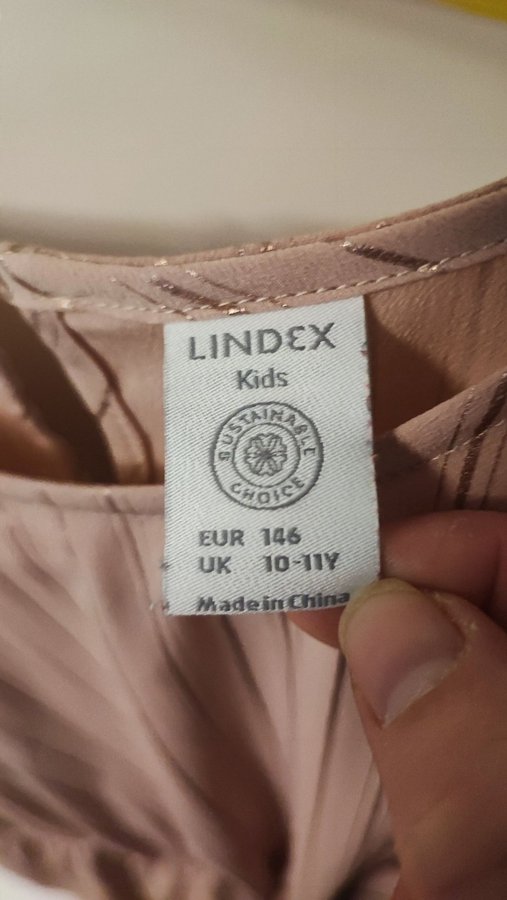 LINDEX
Kids
SUSTAINABLE
CHOICE
EUR 146
UK 10-11Y
Made in China